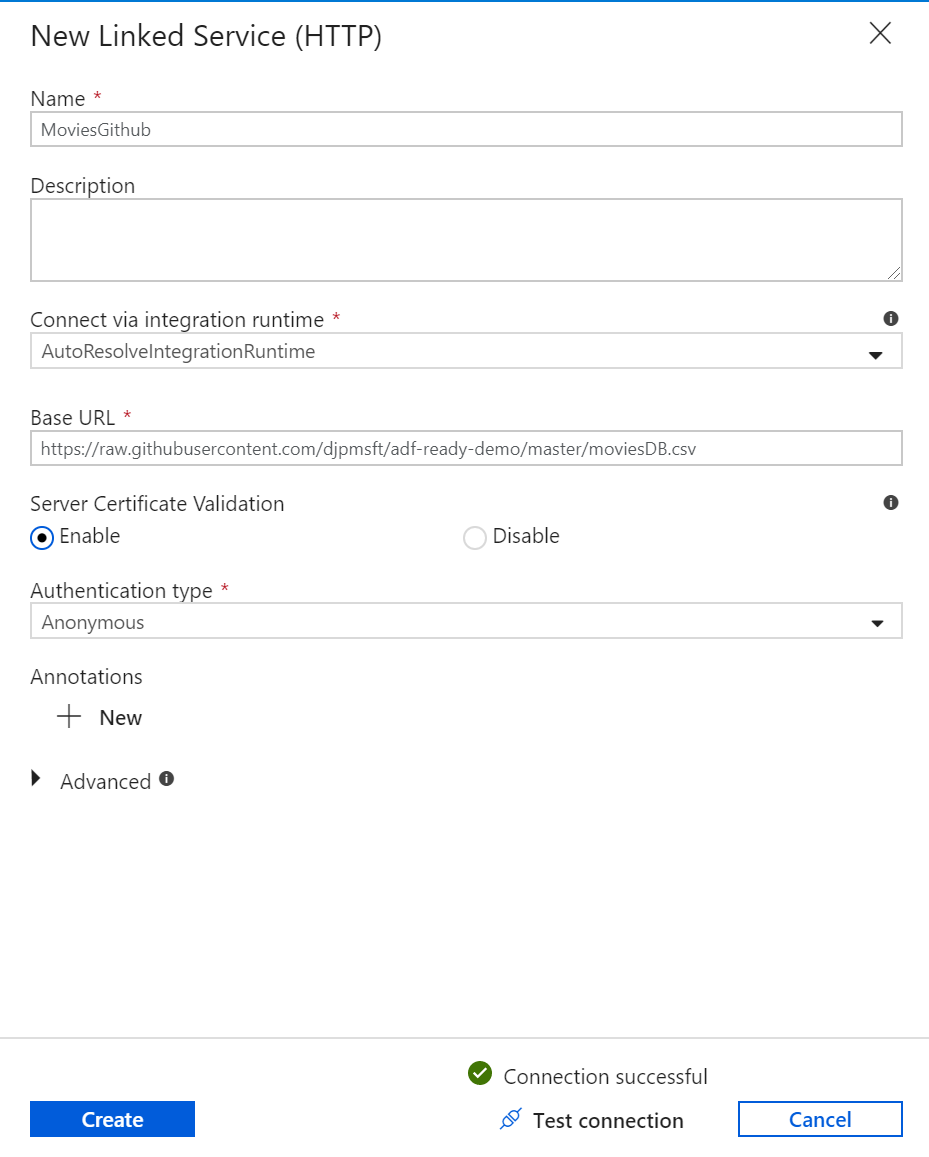 New Linked Service (HTTP)
Name *
MoviesGithub
Description
Connect via integration runtime *
AutoResolveIntegrationRuntime
Base URL *
https://raw.githubusercontent.com/djpmsft/adf-ready-demo/master/moviesDB.csv
Server Certificate Validation
Enable Disable
Authentication type *
Anonymous
Annotations
New
Advanced
Connection successful
Create Test connection Cancel